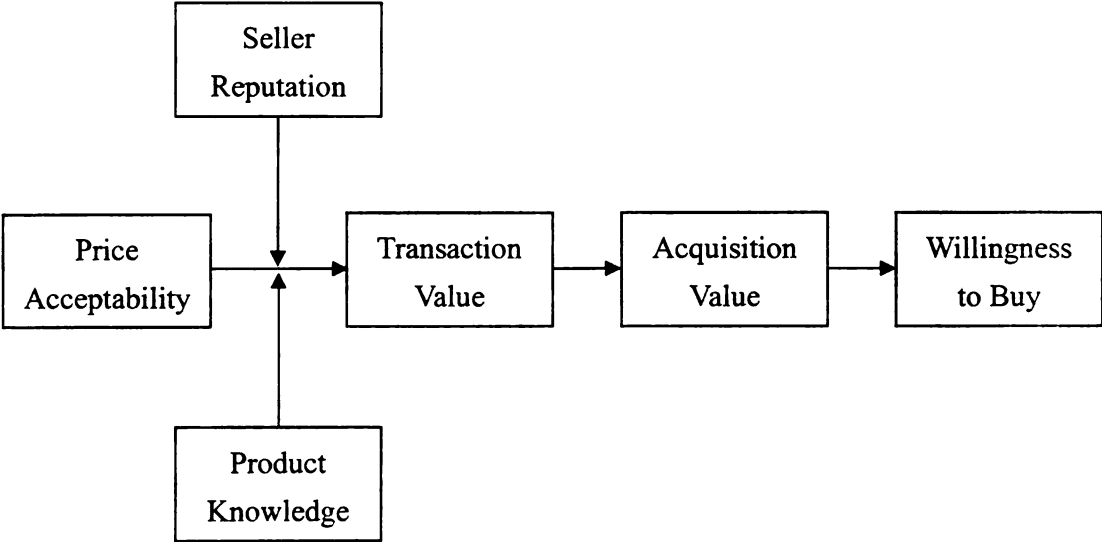 Seller
Reputation
Price
Acceptability
Transaction
Value
Acquisition
Value
Willingness
to Buy
Product
Knowledge